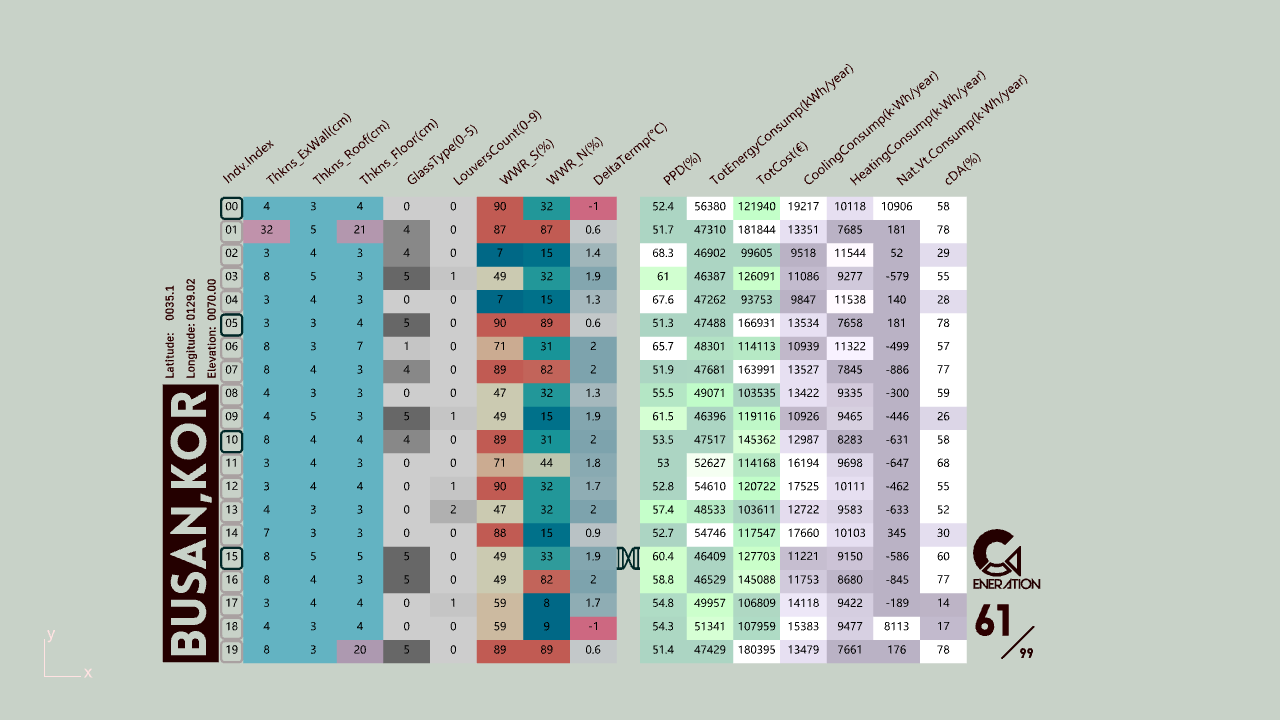 Indv.Index Thkns_ExWall(cm) Thkns_Roof(cm) Thkns_Floor(cm) GlassType(0-5) LouversCount(0-9) WWR_S(%) WWR_N(%) DeltaTermp(°C) PPD(%) TotEnergyConsump(kWh/year) TotCost(€) CoolingConsump(k·Wh/year) HeatingConsump(k·Wh/year) Nat.Vt.Consump(k·Wh/year) cDA(%)
00 4 3 4 0 0 90 32 -1 52.4 56380 121940 19217 10118 10906 58
01 32 5 21 4 0 87 87 0.6 51.7 47310 181844 13351 7685 181 78
02 3 4 3 4 0 7 15 1.4 68.3 46902 99605 9518 11544 52 29
03 8 5 3 5 1 49 32 1.9 61 46387 126091 11086 9277 -579 55
04 3 4 3 0 0 7 15 1.3 67.6 47262 93753 9847 11538 140 28
05 3 3 4 5 0 90 89 0.6 51.3 47488 166931 13534 7658 181 78
06 8 3 7 1 0 71 31 2 65.7 48301 114113 10939 11322 -499 57
07 8 4 3 4 0 89 82 2 51.9 47681 163991 13527 7845 -886 77
08 4 3 3 0 0 47 32 1.3 55.5 49071 103535 13422 9335 -300 59
09 4 5 3 5 1 49 15 1.9 61.5 46396 119116 10926 9465 -446 26
10 8 4 4 4 0 89 31 2 53.5 47517 145362 12987 8283 -631 58
11 3 4 3 0 0 71 44 1.8 53 52627 114168 16194 9698 -647 68
12 3 4 4 0 1 90 32 1.7 52.8 54610 120722 17525 10111 -462 55
13 4 3 3 0 2 47 32 2 57.4 48533 103611 12722 9583 -633 52
14 7 3 3 0 0 88 15 0.9 52.7 54746 117547 17660 10103 345 30
15 8 5 5 5 0 49 33 1.9 60.4 46409 127703 11221 9150 -586 60
16 8 4 3 5 0 49 82 2 58.8 46529 145088 11753 8680 -845 77
17 3 4 4 0 1 59 8 1.7 54.8 49957 106809 14118 9422 -189 14
18 4 3 4 0 0 59 9 -1 54.3 51341 107959 15383 9477 8113 17
19 8 3 20 5 0 89 89 0.6 51.4 47429 180395 13479 7661 176 78
BUSAN,KOR
Latitude: 0035.1
Longitude: 0129.02
Elevation: 0070.00
ENERATION
61/99
y
x